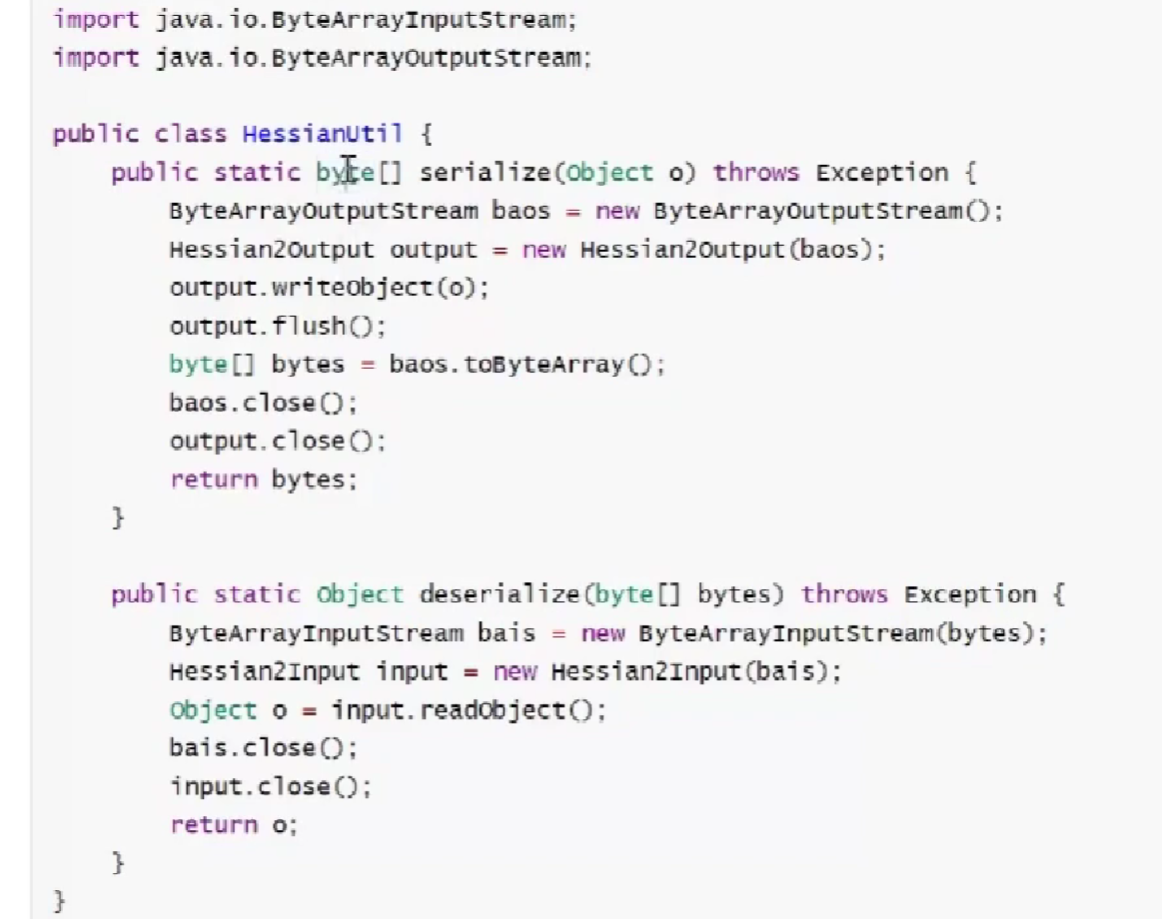 import java.io.ByteArrayInputStream;
import java.io.ByteArrayOutputStream;
public class HessianUtil {
public static byte[] serialize(Object o) throws Exception {
ByteArrayOutputStream baos = new ByteArrayOutputStream();
Hessian2Output output = new Hessian2Output(baos);
output.writeObject(o);
output.flush();
byte[] bytes = baos.toByteArray();
baos.close();
output.close();
return bytes;
}
public static Object deserialize(byte[] bytes) throws Exception {
ByteArrayInputStream bais = new ByteArrayInputStream(bytes);
Hessian2Input input = new Hessian2Input(bais);
Object o = input.readObject();
bais.close();
input.close();
return o;
}
}